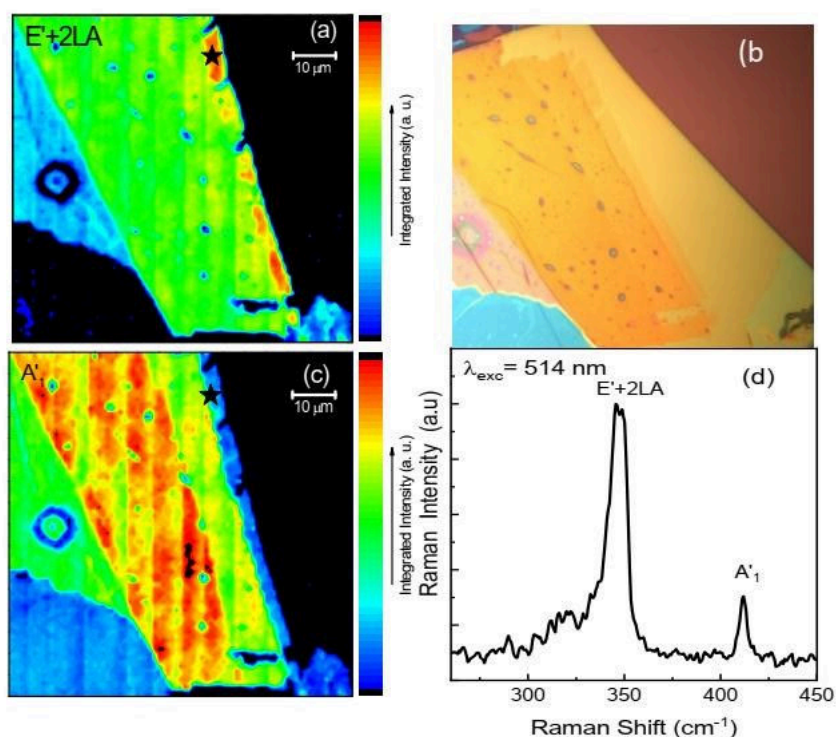 E'+2LA
(a)
10 µm
Integrated Intensity (a. u.)
(b
A'₁
(c)
10 µm
Integrated Intensity (a. u.)
λexc= 514 nm
(d)
E'+2LA
A'₁
Raman Intensity (a.u)
300
350
400
450
Raman Shift (cm⁻¹)